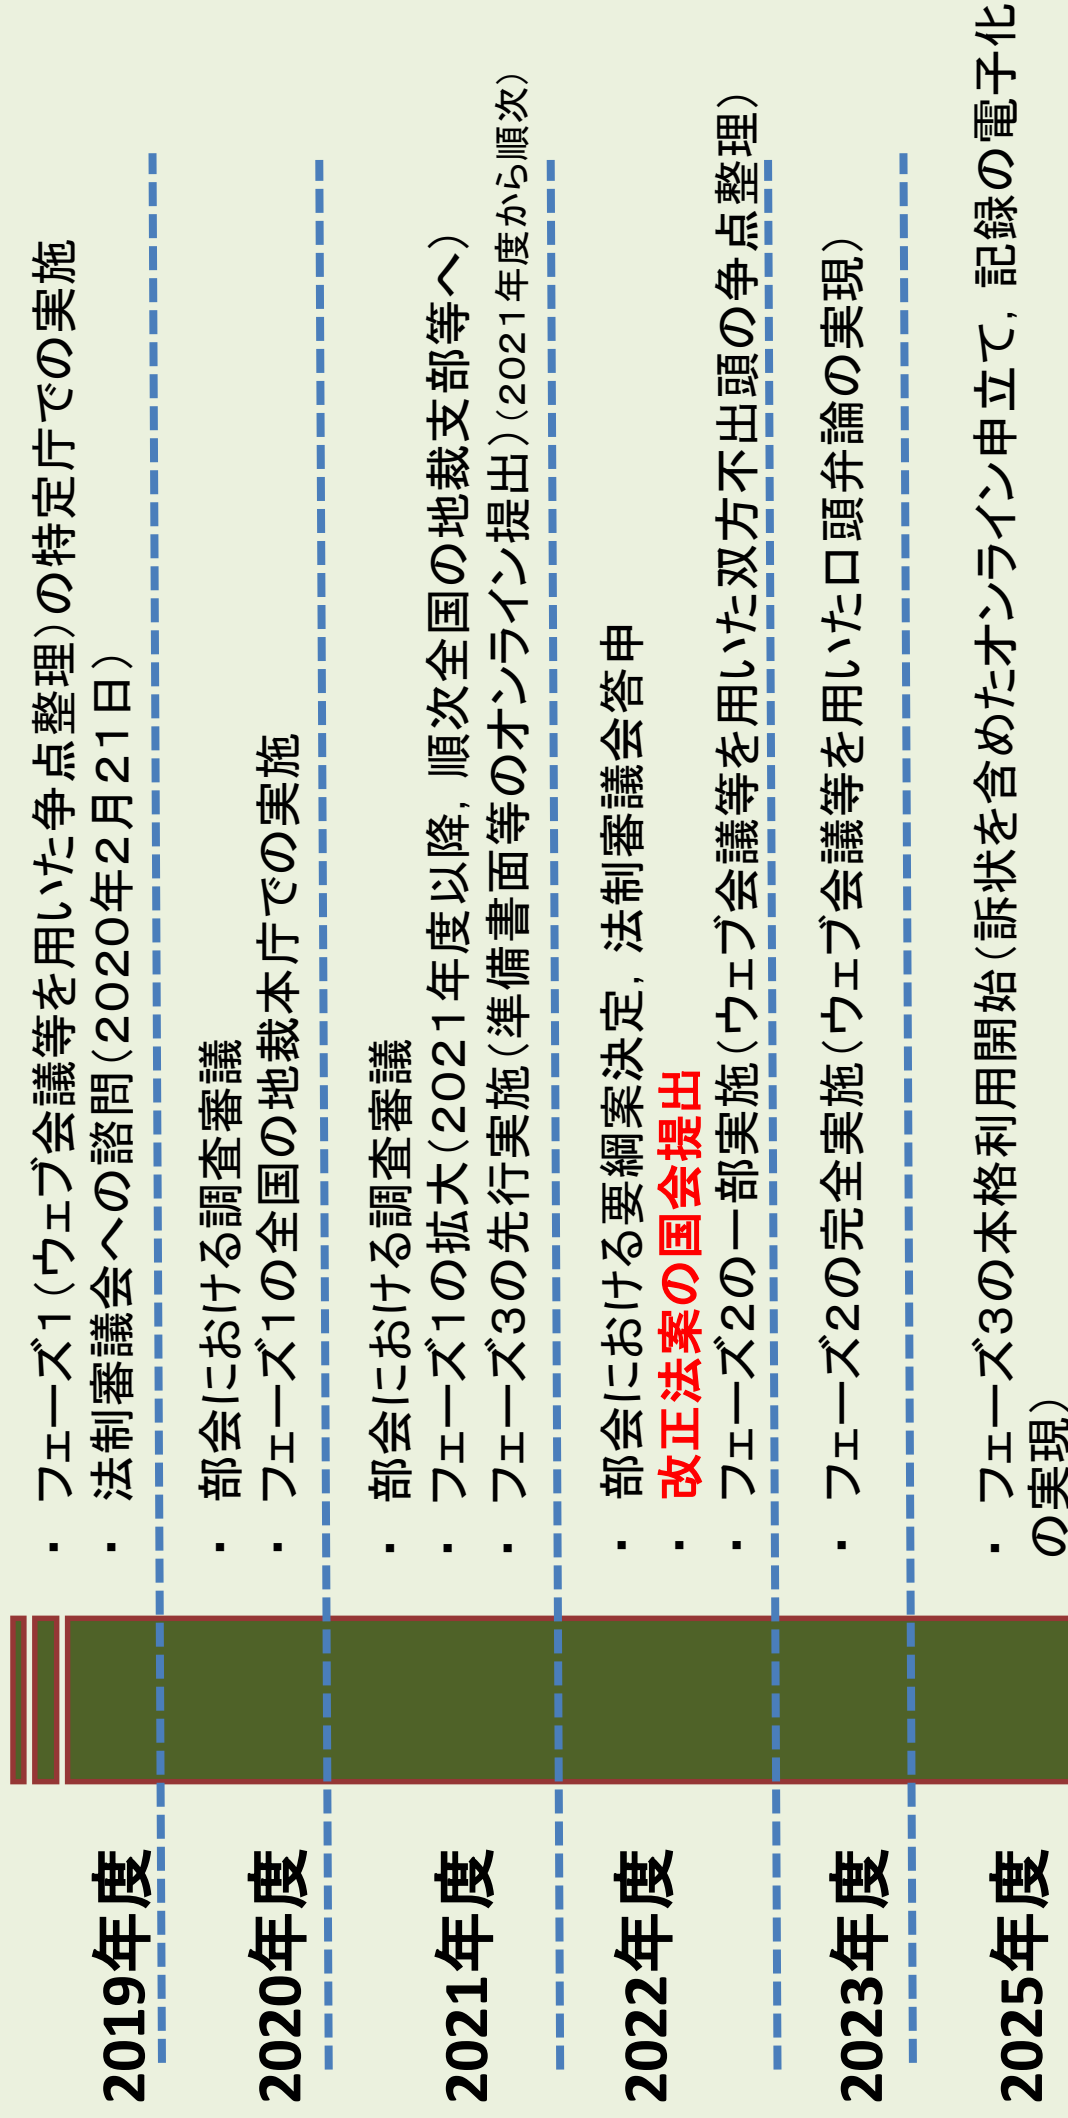 2019年度
・ フェーズ1(ウェブ会議等を用いた争点整理)の特定庁での実施
・ 法制審議会への諮問(2020年2月21日)
2020年度
・ 部会における調査審議
・ フェーズ1の全国の地裁本庁での実施
2021年度
・ 部会における調査審議
・ フェーズ1の拡大(2021年度以降, 順次全国の地裁支部等へ)
・ フェーズ3の先行実施(準備書面等のオンライン提出)(2021年度から順次)
2022年度
・ 部会における要綱案決定, 法制審議会答申
・ 改正法案の国会提出
・ フェーズ2の一部実施(ウェブ会議等を用いた双方不出頭の争点整理)
2023年度
・ フェーズ2の完全実施(ウェブ会議等を用いた口頭弁論の実現)
2025年度
・ フェーズ3の本格利用開始(訴状を含めたオンライン申立て, 記録の電子化
の実現)